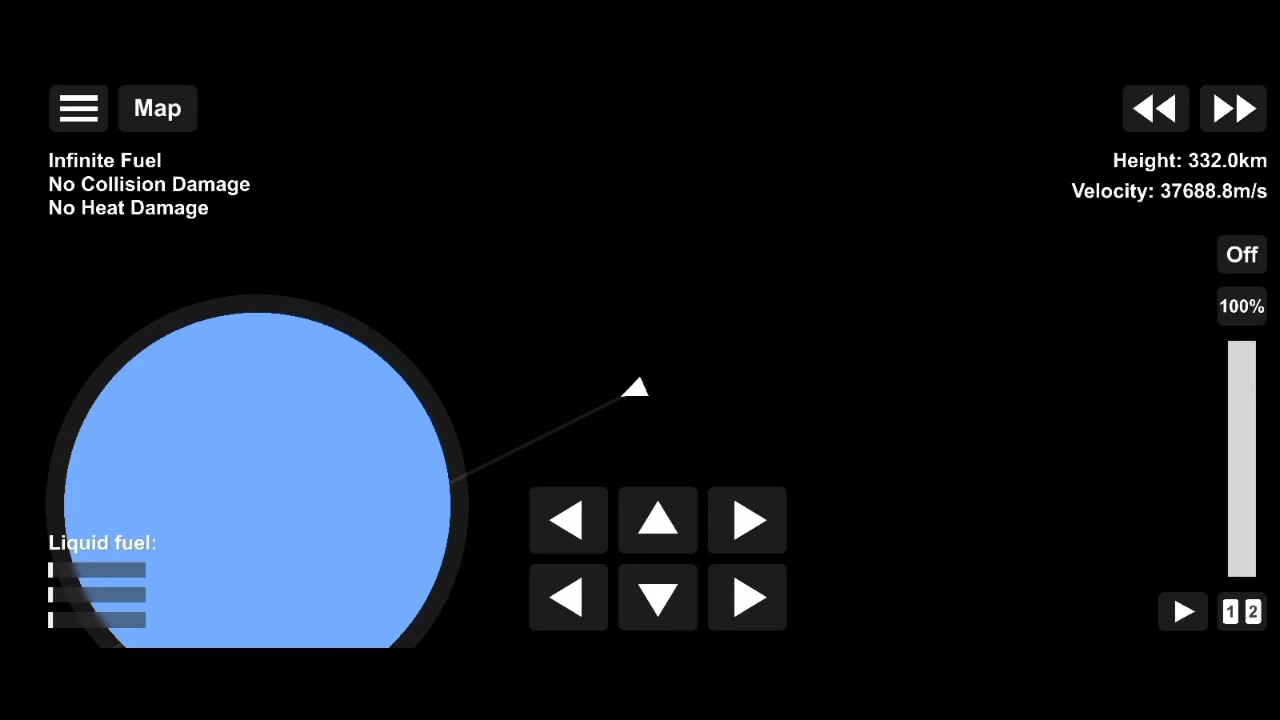 Map
Infinite Fuel
No Collision Damage
No Heat Damage
Height: 332.0km
Velocity: 37688.8m/s
Off
100%
Liquid fuel:
1 2